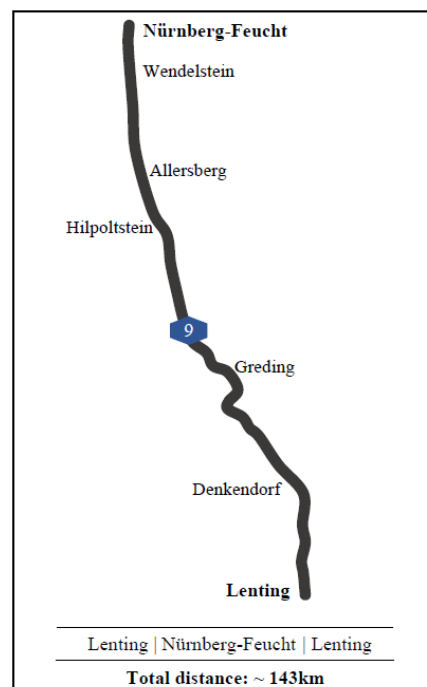 Nürnberg-Feucht
Wendelstein
Allersberg
Hilpoltstein
9
Greding
Denkendorf
Lenting
Lenting | Nürnberg-Feucht | Lenting
Total distance: ~ 143km